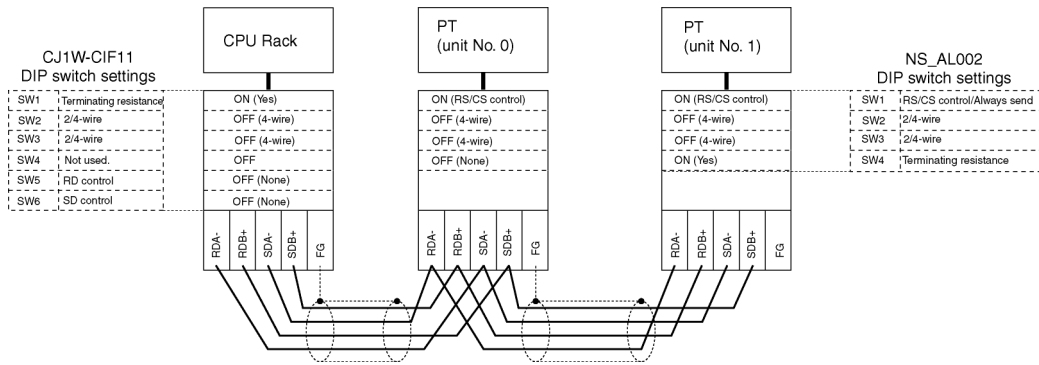 CPU Rack
PT
(unit No. 0)
PT
(unit No. 1)
CJ1W-CIF11
DIP switch settings
NS_AL002
DIP switch settings
SW1 Terminating resistance
SW2 2/4-wire
SW3 2/4-wire
SW4 Not used.
SW5 RD control
SW6 SD control
ON (Yes)
OFF (4-wire)
OFF (4-wire)
OFF
OFF (None)
OFF (None)
ON (RS/CS control)
OFF (4-wire)
OFF (4-wire)
OFF (None)
ON (RS/CS control)
OFF (4-wire)
OFF (4-wire)
ON (Yes)
SW1 RS/CS control/Always send
SW2 2/4-wire
SW3 2/4-wire
SW4 Terminating resistance
RDA- RDB+ SDA- SDB+ FG
RDA- RDB+ SDA- SDB+ FG
RDA- RDB+ SDA- SDB+ FG